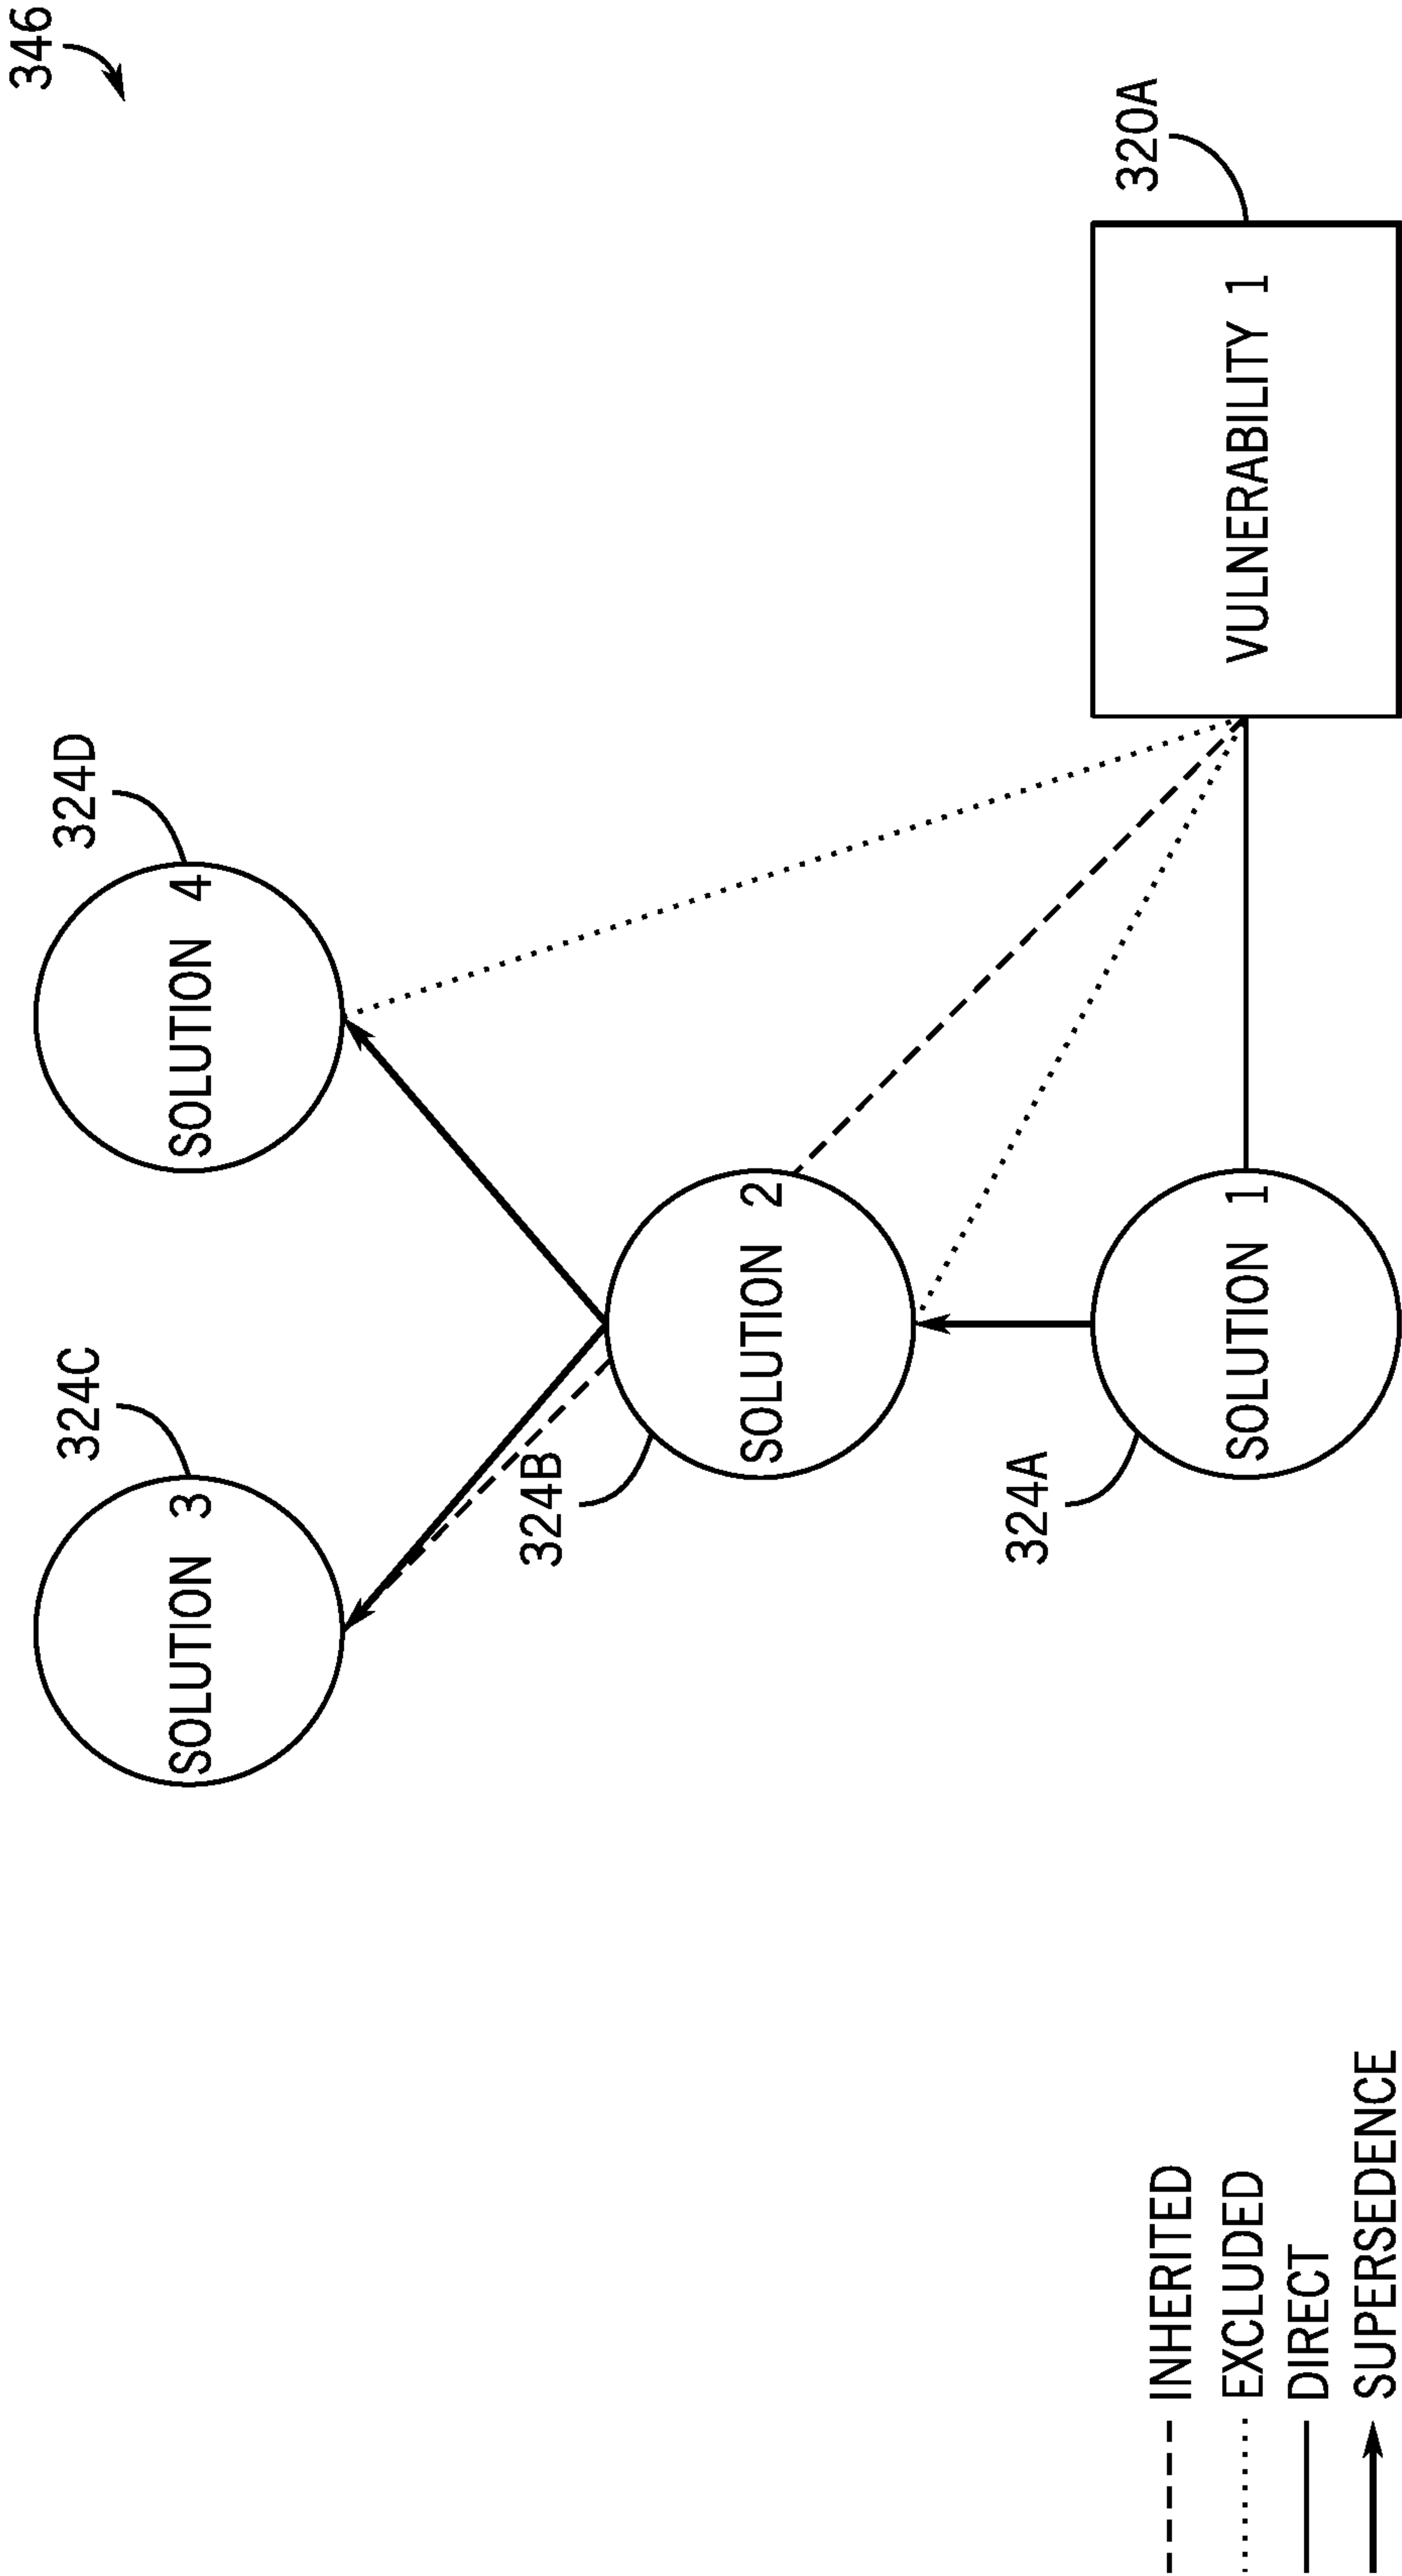 346
324C
324D
SOLUTION 3
SOLUTION 4
324B
SOLUTION 2
320A
324A
SOLUTION 1
VULNERABILITY 1
INHERITED
EXCLUDED
DIRECT
SUPERSEDENCE